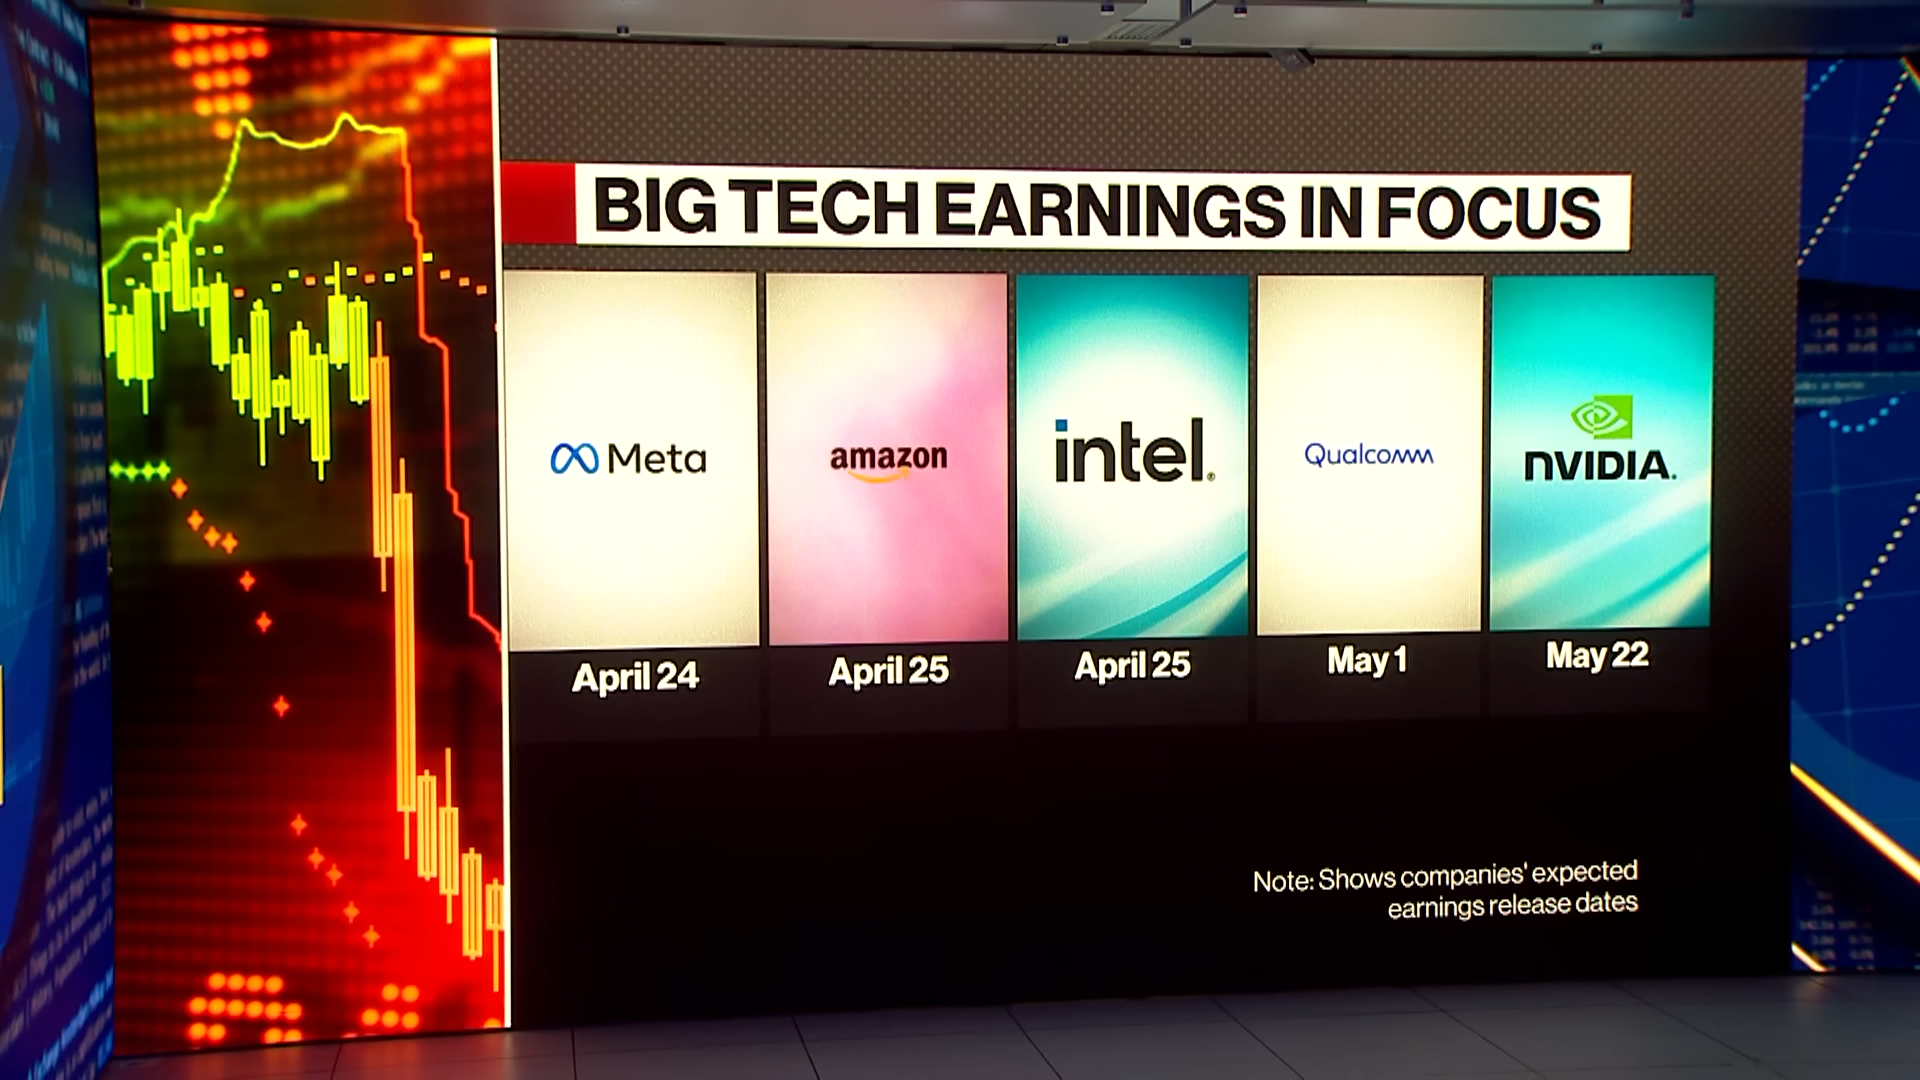 BIG TECH EARNINGS IN FOCUS
Meta
amazon
intel.
Qualcomm
NVIDIA.
April 24
April 25
April 25
May 1
May 22
Note: Shows companies' expected
earnings release dates